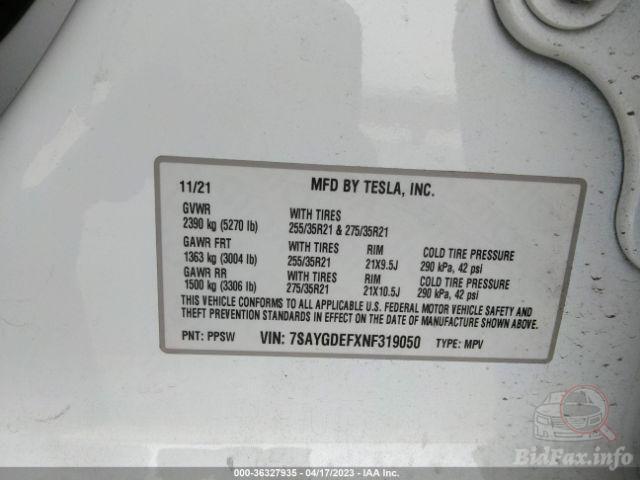 11/21 MFD BY TESLA, INC.
GVWR WITH TIRES
2390 kg (5270 lb) 255/35R21 & 275/35R21
GAWR FRT WITH TIRES RIM COLD TIRE PRESSURE
1363 kg (3004 lb) 255/35R21 21X9.5J 290 kPa, 42 psi
GAWR RR WITH TIRES RIM COLD TIRE PRESSURE
1500 kg (3306 lb) 275/35R21 21X10.5J 290 kPa, 42 psi
THIS VEHICLE CONFORMS TO ALL APPLICABLE U.S. FEDERAL MOTOR VEHICLE SAFETY AND
THEFT PREVENTION STANDARDS IN EFFECT ON THE DATE OF MANUFACTURE SHOWN ABOVE.
PNT: PPSW VIN: 7SAYGDEFXNF319050 TYPE: MPV
BidFax.info
000-36327935 - 04/17/2023 - IAA Inc.